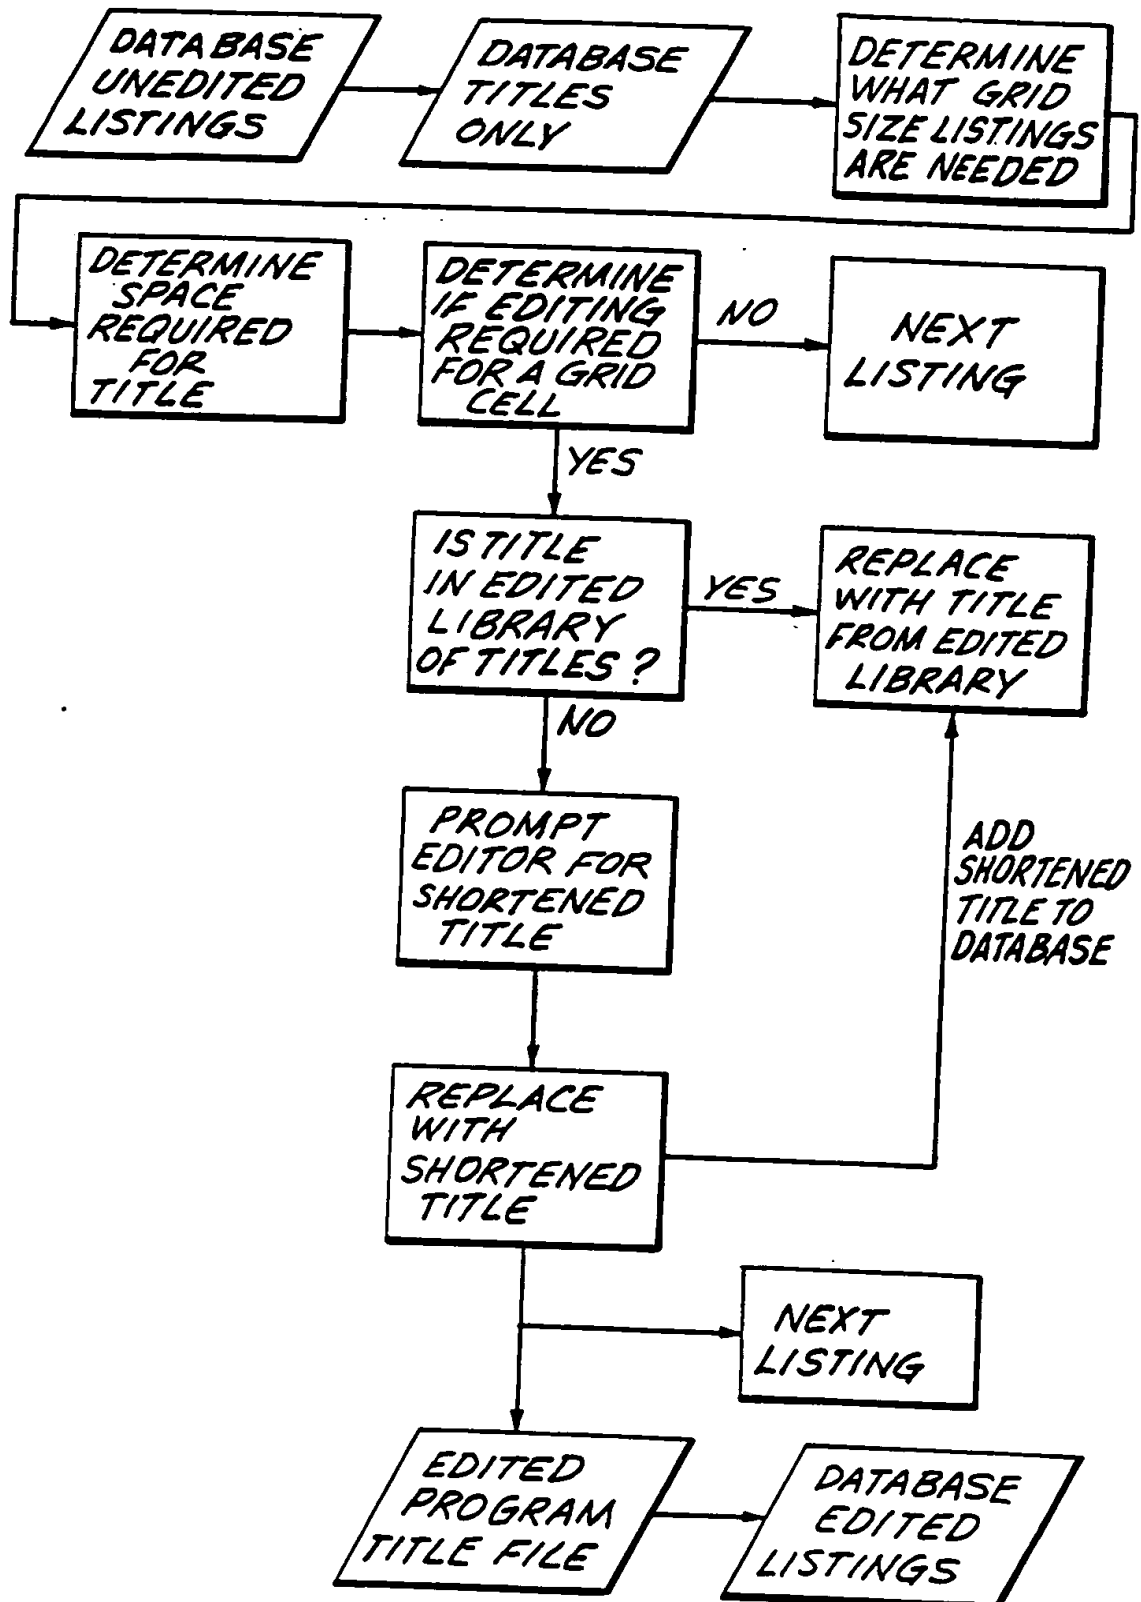 DATABASE
UNEDITED
LISTINGS
DATABASE
TITLES
ONLY
DETERMINE
WHAT GRID
SIZE LISTINGS
ARE NEEDED
DETERMINE
SPACE
REQUIRED
FOR
TITLE
DETERMINE
IF EDITING
REQUIRED
FOR A GRID
CELL
NO
NEXT
LISTING
YES
IS TITLE
IN EDITED
LIBRARY
OF TITLES ?
YES
REPLACE
WITH TITLE
FROM EDITED
LIBRARY
NO
PROMPT
EDITOR FOR
SHORTENED
TITLE
ADD
SHORTENED
TITLE TO
DATABASE
REPLACE
WITH
SHORTENED
TITLE
NEXT
LISTING
EDITED
PROGRAM
TITLE FILE
DATABASE
EDITED
LISTINGS